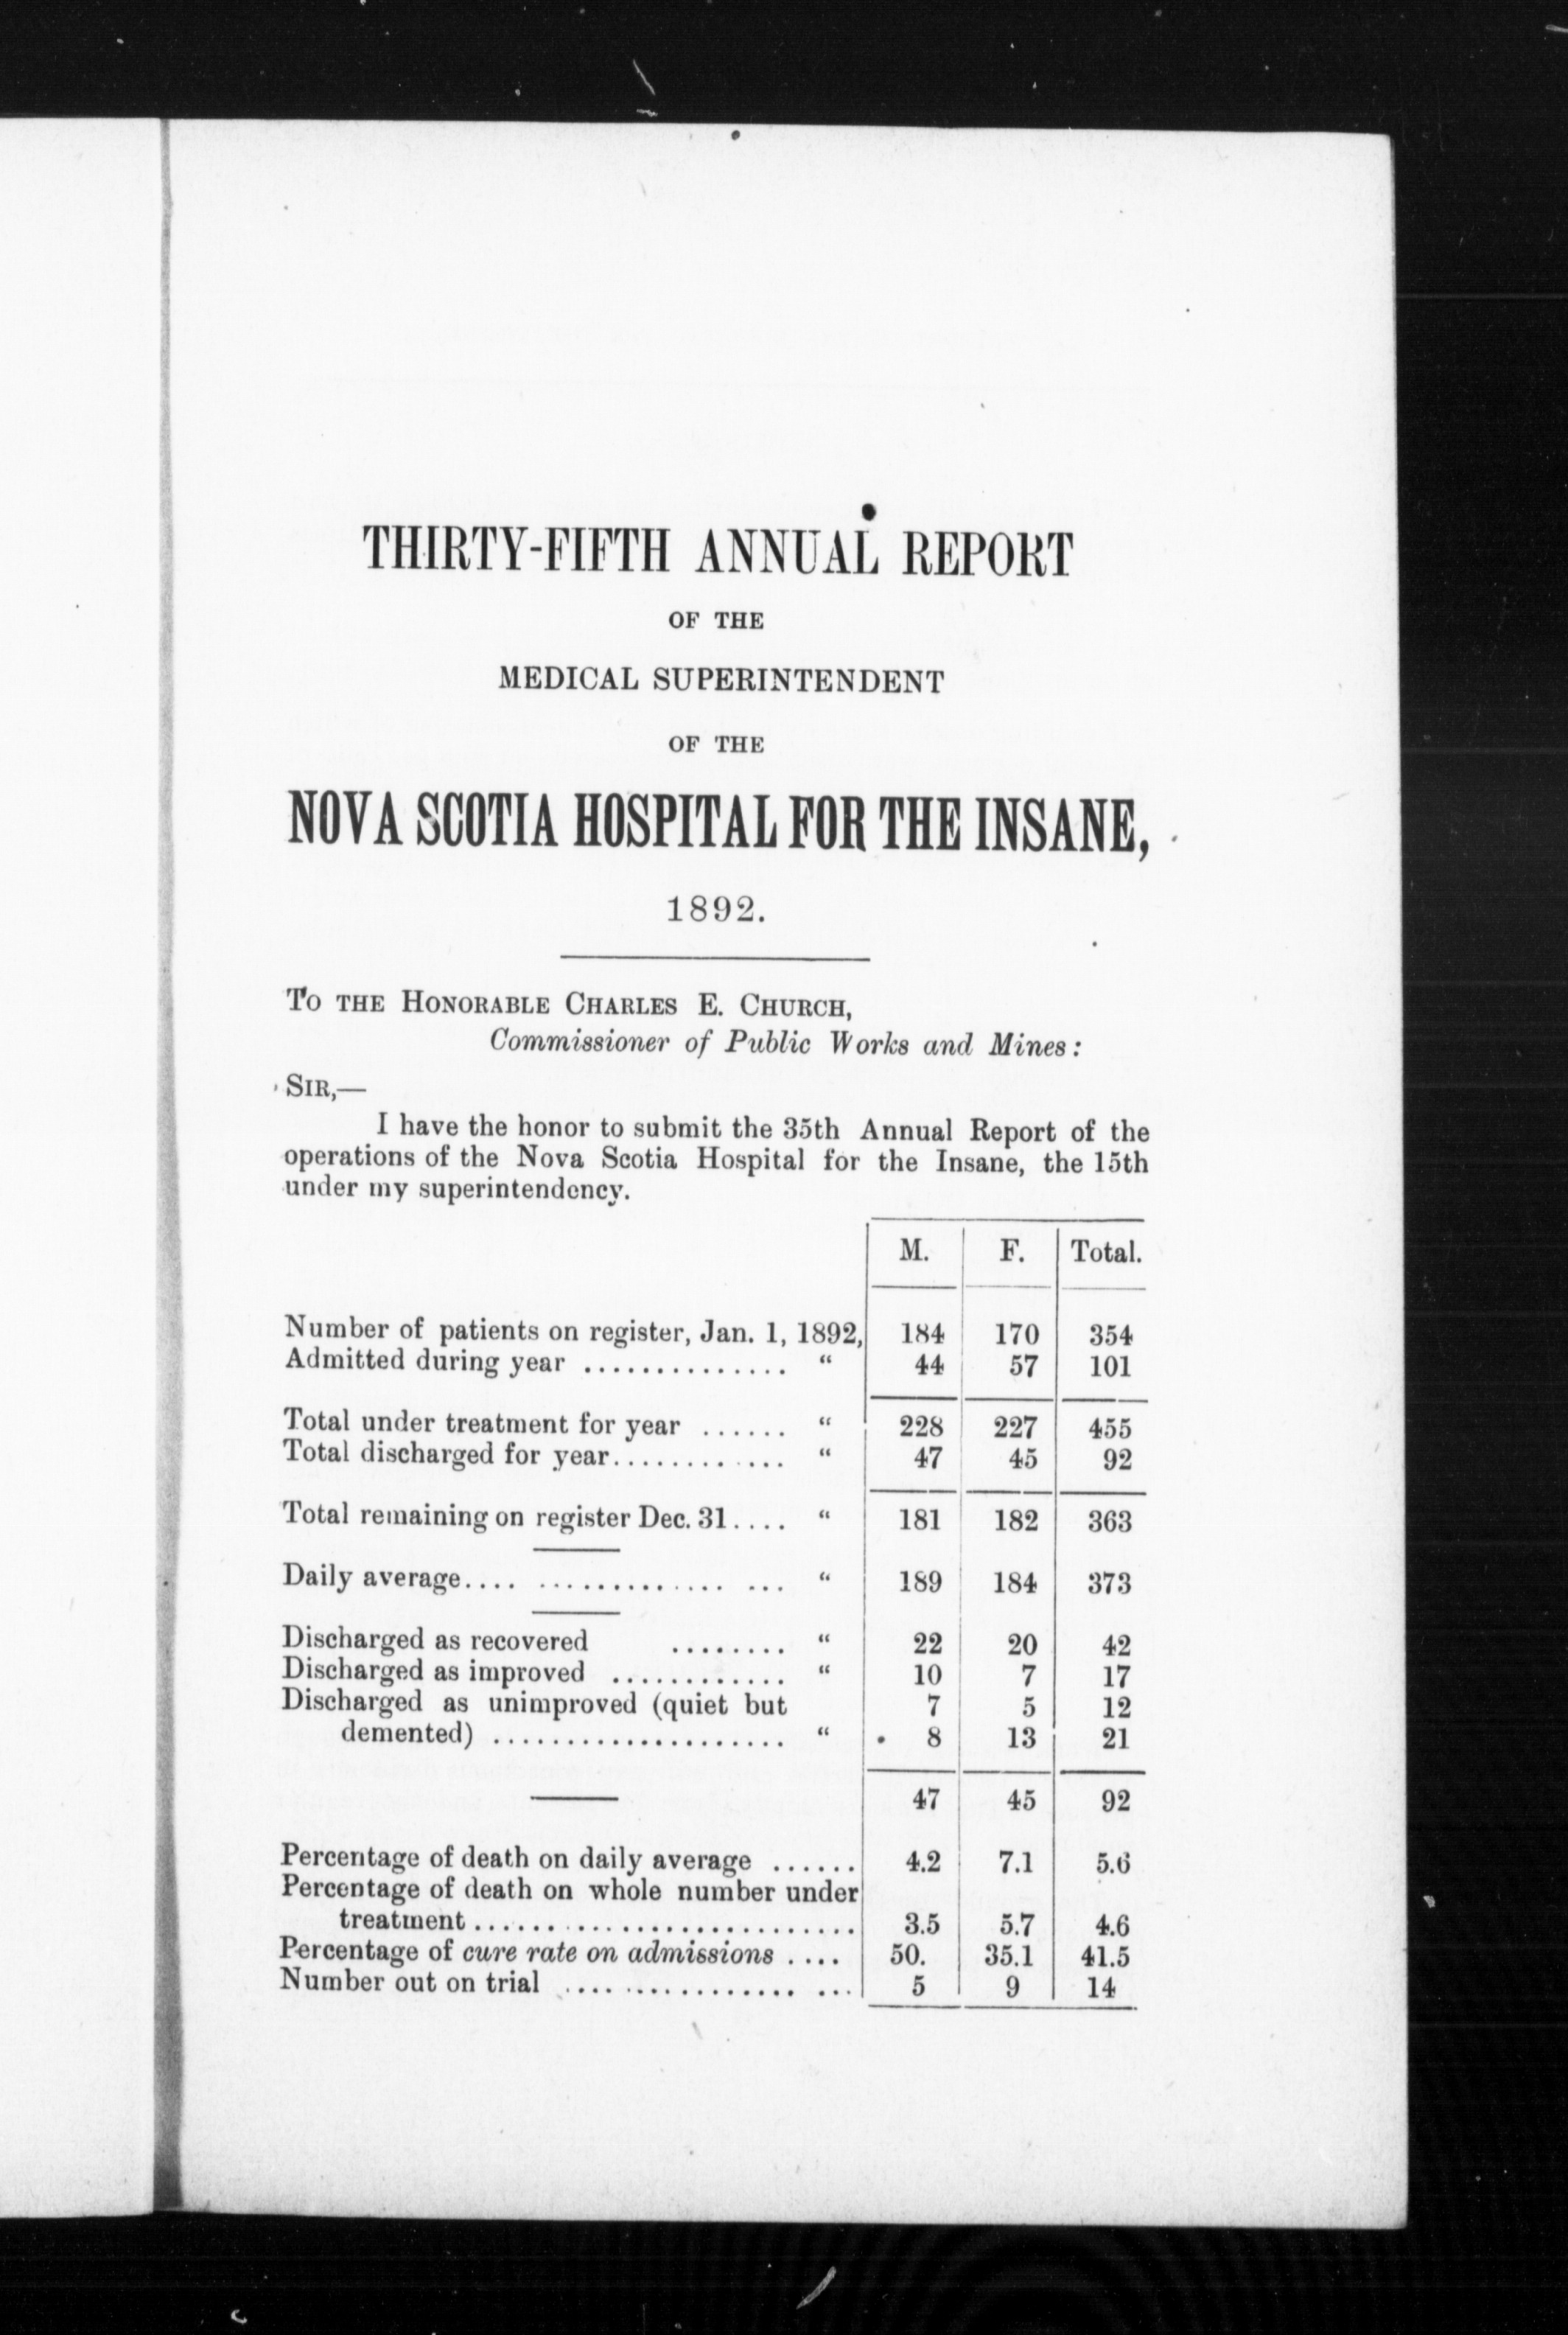 THIRTY-FIFTH ANNUAL REPORT
OF THE
MEDICAL SUPERINTENDENT
OF THE
NOVA SCOTIA HOSPITAL FOR THE INSANE,
1892.
TO THE HONORABLE CHARLES E. CHURCH,
Commissioner of Public Works and Mines:
SIR,—
I have the honor to submit the 35th Annual Report of the
operations of the Nova Scotia Hospital for the Insane, the 15th
under my superintendency.
M. F. Total.
Number of patients on register, Jan. 1, 1892, 184 170 354
Admitted during year .............. “ 44 57 101
Total under treatment for year ...... “ 228 227 455
Total discharged for year............ “ 47 45 92
Total remaining on register Dec. 31.... “ 181 182 363
Daily average.... ............. ... “ 189 184 373
Discharged as recovered ........ “ 22 20 42
Discharged as improved ............ “ 10 7 17
Discharged as unimproved (quiet but 7 5 12
demented) .................... “ 8 13 21
47 45 92
Percentage of death on daily average ...... 4.2 7.1 5.6
Percentage of death on whole number under
treatment.......................... 3.5 5.7 4.6
Percentage of cure rate on admissions .... 50. 35.1 41.5
Number out on trial .... ............ ... 5 9 14